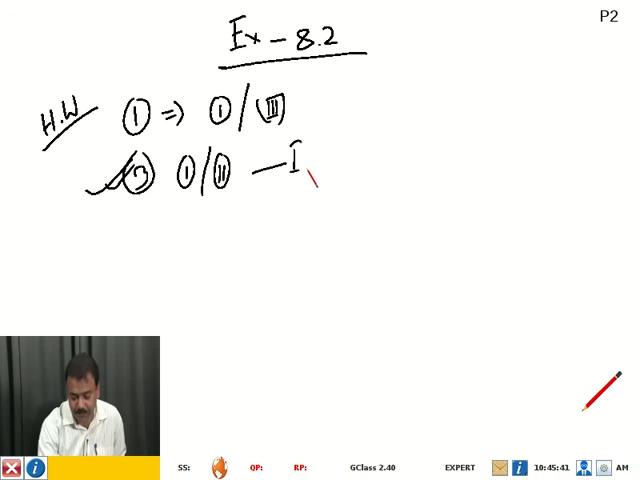 P2
Ex - 8.2
H.W
① ⇒ ① / (III)
③ ① / (II) — I
SS: QP: RP: GClass 2.40 EXPERT 10:45:41 AM